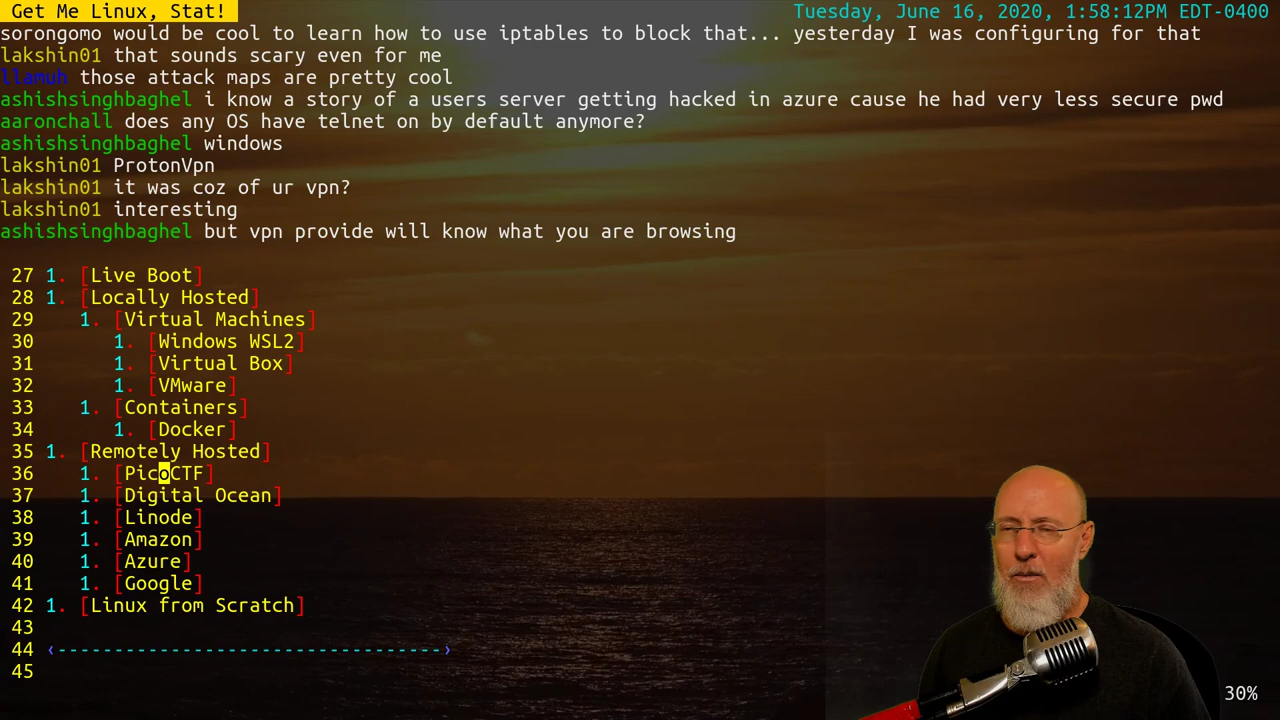 Get Me Linux, Stat!
Tuesday, June 16, 2020, 1:58:12PM EDT-0400
sorongomo would be cool to learn how to use iptables to block that... yesterday I was configuring for that
lakshin01 that sounds scary even for me
llamuh those attack maps are pretty cool
ashishsinghbaghel i know a story of a users server getting hacked in azure cause he had very less secure pwd
aaronchall does any OS have telnet on by default anymore?
ashishsinghbaghel windows
lakshin01 ProtonVpn
lakshin01 it was coz of ur vpn?
lakshin01 interesting
ashishsinghbaghel but vpn provide will know what you are browsing
27 1. [Live Boot]
28 1. [Locally Hosted]
29 1. [Virtual Machines]
30 1. [Windows WSL2]
31 1. [Virtual Box]
32 1. [VMware]
33 1. [Containers]
34 1. [Docker]
35 1. [Remotely Hosted]
36 1. [PicoCTF]
37 1. [Digital Ocean]
38 1. [Linode]
39 1. [Amazon]
40 1. [Azure]
41 1. [Google]
42 1. [Linux from Scratch]
43
44 <---------------------------------->
45
30%